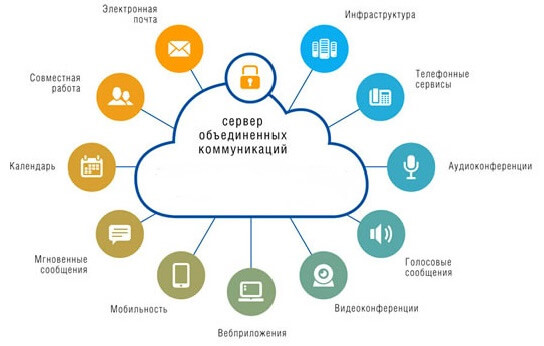 Электронная
почта
Инфраструктура
Совместная
работа
Телефонные
сервисы
сервер
объединенных
коммуникаций
Календарь
Аудиоконференции
Мгновенные
сообщения
Голосовые
сообщения
Мобильность
Видеоконференции
Вебприложения